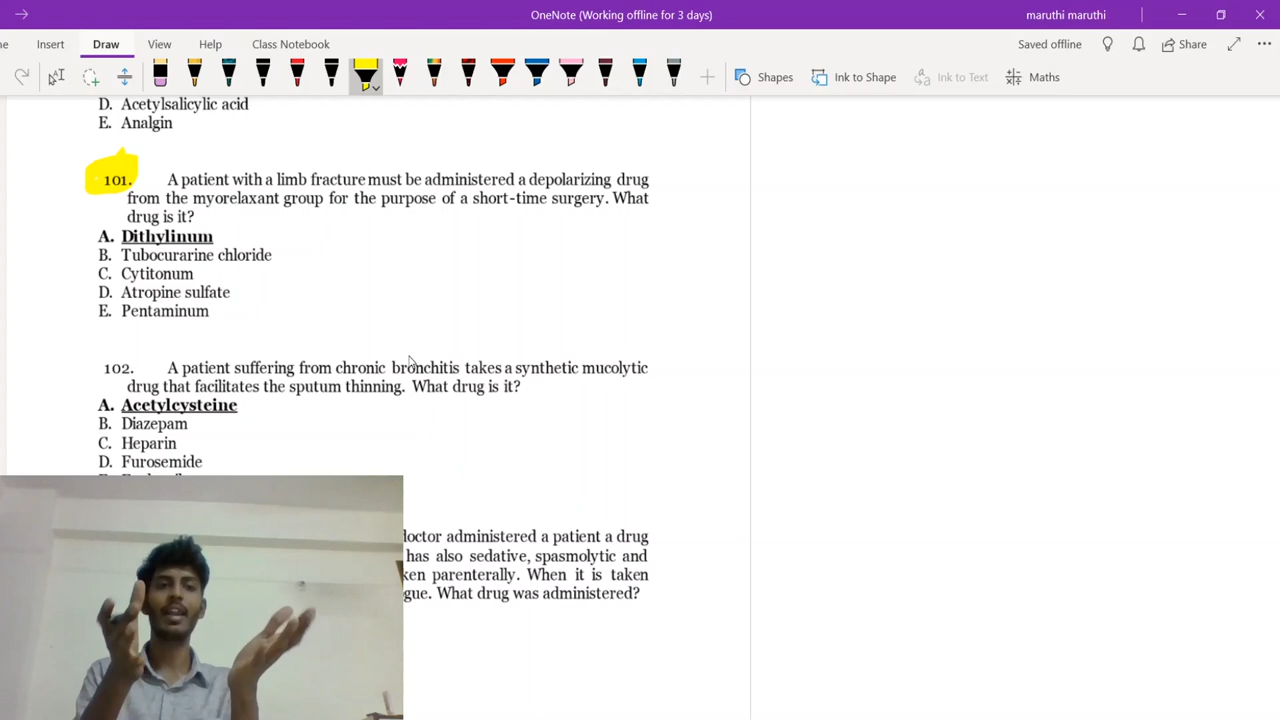 OneNote (Working offline for 3 days)
maruthi maruthi
Insert Draw View Help Class Notebook
Saved offline Share
Shapes Ink to Shape Ink to Text Maths
D. Acetylsalicylic acid
E. Analgin
101. A patient with a limb fracture must be administered a depolarizing drug
from the myorelaxant group for the purpose of a short-time surgery. What
drug is it?
A. Dithylinum
B. Tubocurarine chloride
C. Cytitonum
D. Atropine sulfate
E. Pentaminum
102. A patient suffering from chronic bronchitis takes a synthetic mucolytic
drug that facilitates the sputum thinning. What drug is it?
A. Acetylcysteine
B. Diazepam
C. Heparin
D. Furosemide
administered a patient a drug
has also sedative, spasmolytic and
parenterally. When it is taken
What drug was administered?